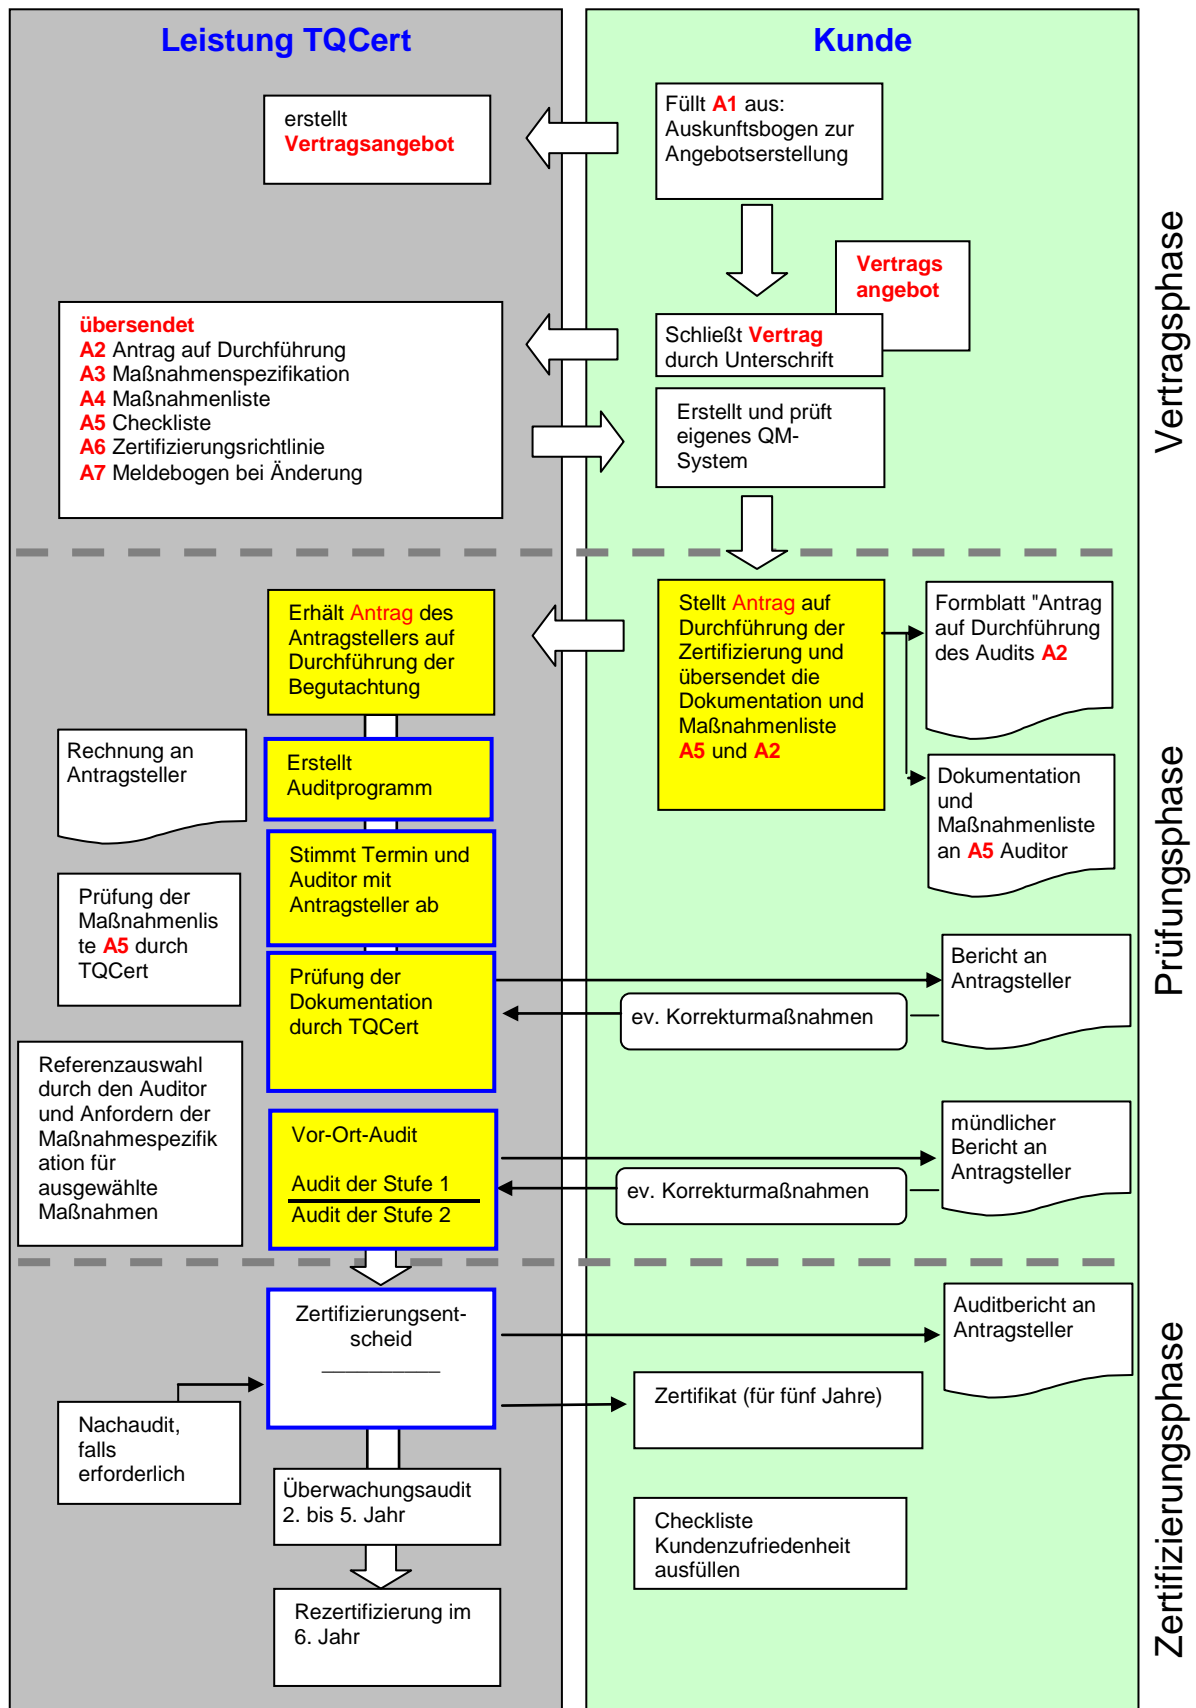 Leistung TQCert
Kunde
erstellt
Vertragsangebot
Füllt A1 aus:
Auskunftsbogen zur
Angebotserstellung
Vertrags
angebot
Schließt Vertrag
durch Unterschrift
übersendet
A2 Antrag auf Durchführung
A3 Maßnahmenspezifikation
A4 Maßnahmenliste
A5 Checkliste
A6 Zertifizierungsrichtlinie
A7 Meldebogen bei Änderung
Erstellt und prüft
eigenes QM-
System
Vertragsphase
Erhält Antrag des
Antragstellers auf
Durchführung der
Begutachtung
Stellt Antrag auf
Durchführung der
Zertifizierung und
übersendet die
Dokumentation und
Maßnahmenliste
A5 und A2
Formblatt "Antrag
auf Durchführung
des Audits A2
Rechnung an
Antragsteller
Erstellt
Auditprogramm
Dokumentation
und
Maßnahmenliste
an A5 Auditor
Stimmt Termin und
Auditor mit
Antragsteller ab
Prüfung der
Maßnahmenlis
te A5 durch
TQCert
Prüfung der
Dokumentation
durch TQCert
Bericht an
Antragsteller
ev. Korrekturmaßnahmen
Referenzauswahl
durch den Auditor
und Anfordern der
Maßnahmespezifik
ation für
ausgewählte
Maßnahmen
Vor-Ort-Audit
Audit der Stufe 1
Audit der Stufe 2
mündlicher
Bericht an
Antragsteller
ev. Korrekturmaßnahmen
Prüfungsphase
Zertifizierungsent-
scheid
Auditbericht an
Antragsteller
Zertifikat (für fünf Jahre)
Nachaudit,
falls
erforderlich
Überwachungsaudit
2. bis 5. Jahr
Checkliste
Kundenzufriedenheit
ausfüllen
Rezertifizierung im
6. Jahr
Zertifizierungsphase